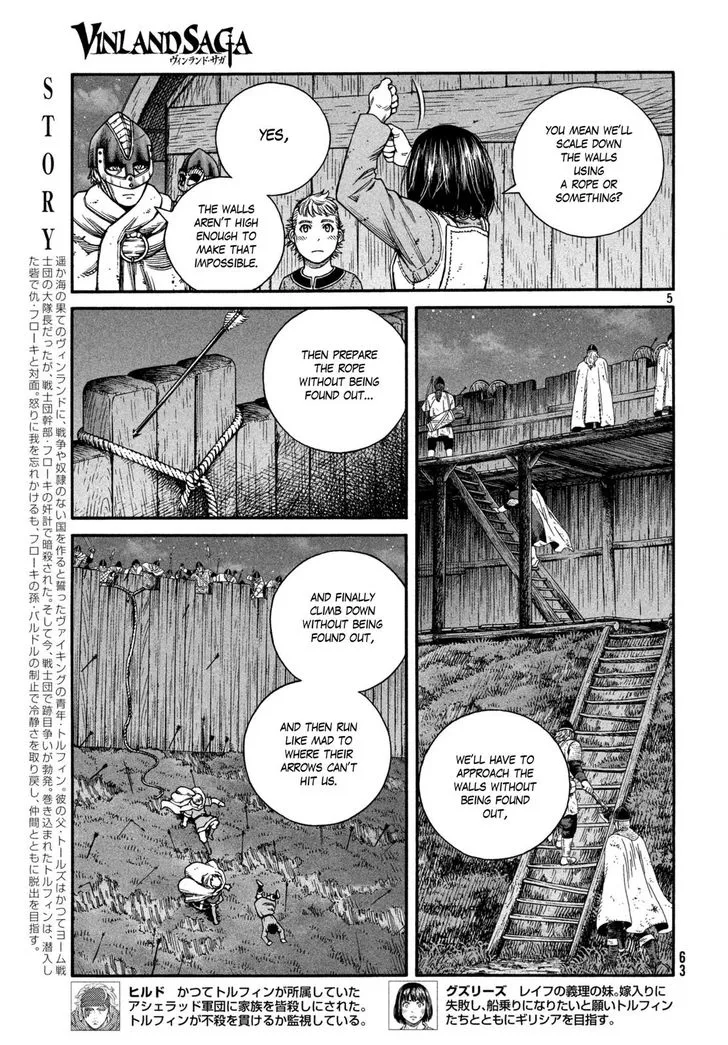 VINLAND SAGA
ヴィンランド・サガ
STORY
遥か海の果てのヴィンランドに、戦争や奴隷のない国を作ると誓ったヴァイキングの青年・トルフィン。彼の父・トールズはかつてヨーム戦
士団の大隊長だったが、戦士団幹部・フローキの奸計で暗殺された。そして今、戦士団で跡目争いが勃発。巻き込まれたトルフィンは、潜入し
た砦で仇・フローキと対面。怒りに我を忘れかけるも、フローキの孫・バルドルの制止で冷静さを取り戻し、仲間とともに脱出を目指す。
YOU MEAN WE'LL
SCALE DOWN
THE WALLS
USING
A ROPE OR
SOMETHING?
YES,
THE WALLS
AREN'T HIGH
ENOUGH TO
MAKE THAT
IMPOSSIBLE.
5
WE'LL HAVE TO
APPROACH THE
WALLS WITHOUT
BEING FOUND
OUT,
THEN PREPARE
THE ROPE
WITHOUT BEING
FOUND OUT...
AND FINALLY
CLIMB DOWN
WITHOUT BEING
FOUND OUT,
AND THEN RUN
LIKE MAD TO
WHERE THEIR
ARROWS CAN'T
HIT US.
63
ヒルド かつてトルフィンが所属していた
アシェラッド軍団に家族を皆殺しにされた。
トルフィンが不殺を貫けるか監視している。
グズリーズ レイフの義理の妹。嫁入りに
失敗し、船乗りになりたいと願いトルフィン
たちとともにギリシアを目指す。